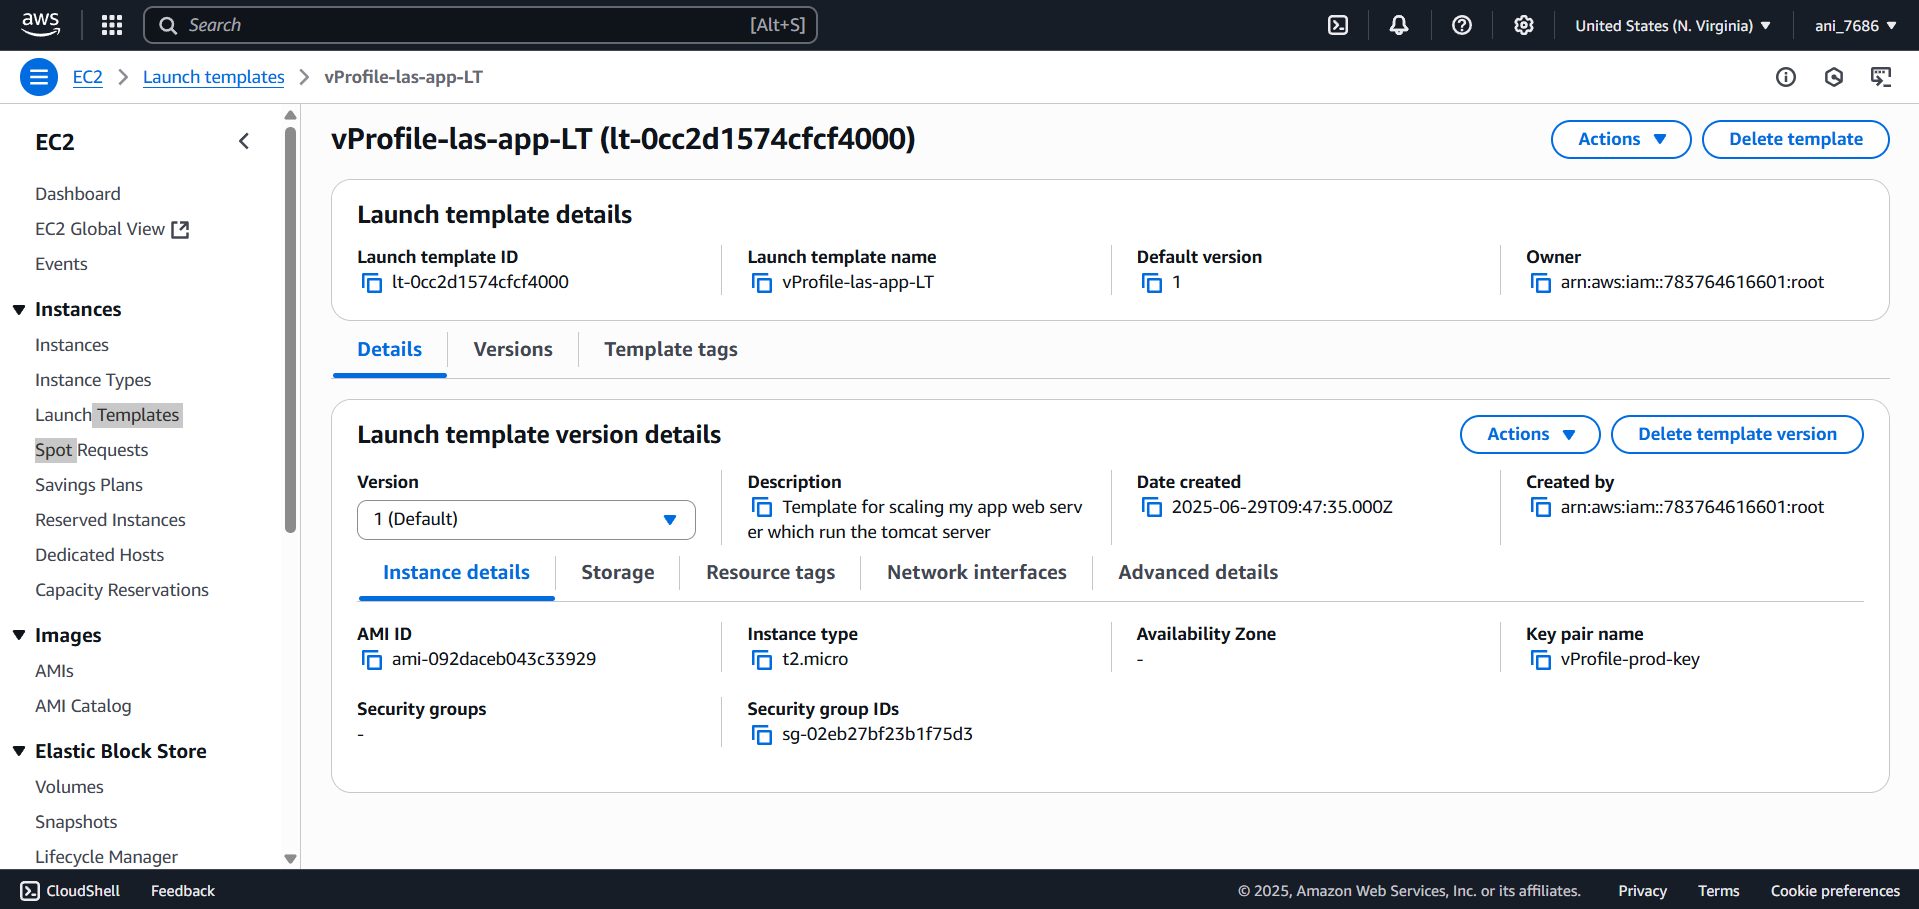 aws
Search [Alt+S]
United States (N. Virginia)
ani_7686
EC2
Launch templates
vProfile-las-app-LT
EC2
Dashboard
EC2 Global View
Events
Instances
Instances
Instance Types
Launch Templates
Spot Requests
Savings Plans
Reserved Instances
Dedicated Hosts
Capacity Reservations
Images
AMIs
AMI Catalog
Elastic Block Store
Volumes
Snapshots
Lifecycle Manager
vProfile-las-app-LT (lt-0cc2d1574cfcf4000)
Actions
Delete template
Launch template details
Launch template ID
lt-0cc2d1574cfcf4000
Launch template name
vProfile-las-app-LT
Default version
1
Owner
arn:aws:iam::783764616601:root
Details
Versions
Template tags
Launch template version details
Actions
Delete template version
Version
1 (Default)
Description
Template for scaling my app web serv
er which run the tomcat server
Date created
2025-06-29T09:47:35.000Z
Created by
arn:aws:iam::783764616601:root
Instance details
Storage
Resource tags
Network interfaces
Advanced details
AMI ID
ami-092daceb043c33929
Instance type
t2.micro
Availability Zone
-
Key pair name
vProfile-prod-key
Security groups
-
Security group IDs
sg-02eb27bf23b1f75d3
CloudShell
Feedback
© 2025, Amazon Web Services, Inc. or its affiliates.
Privacy
Terms
Cookie preferences